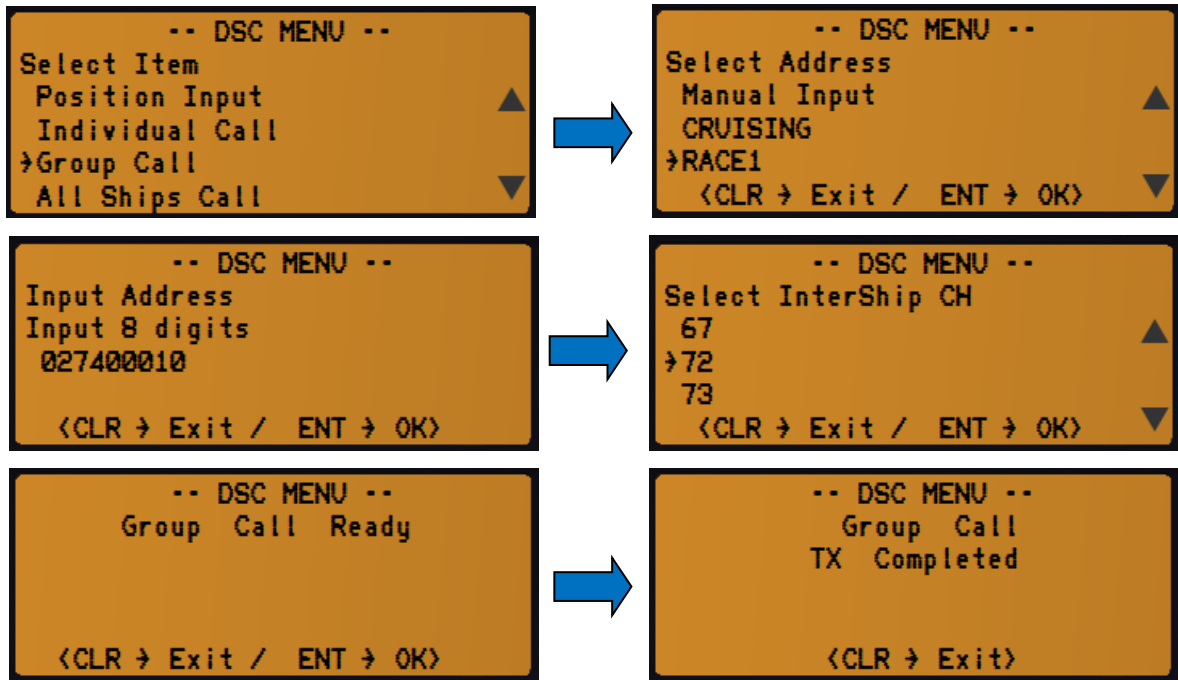 -- DSC MENU --
Select Item
Position Input
Individual Call
→Group Call
All Ships Call
-- DSC MENU --
Select Address
Manual Input
CRUISING
→RACE1
<CLR → Exit / ENT → OK>
-- DSC MENU --
Input Address
Input 8 digits
027400010
<CLR → Exit / ENT → OK>
-- DSC MENU --
Select InterShip CH
67
→72
73
<CLR → Exit / ENT → OK>
-- DSC MENU --
Group Call Ready
<CLR → Exit / ENT → OK>
-- DSC MENU --
Group Call
TX Completed
<CLR → Exit>